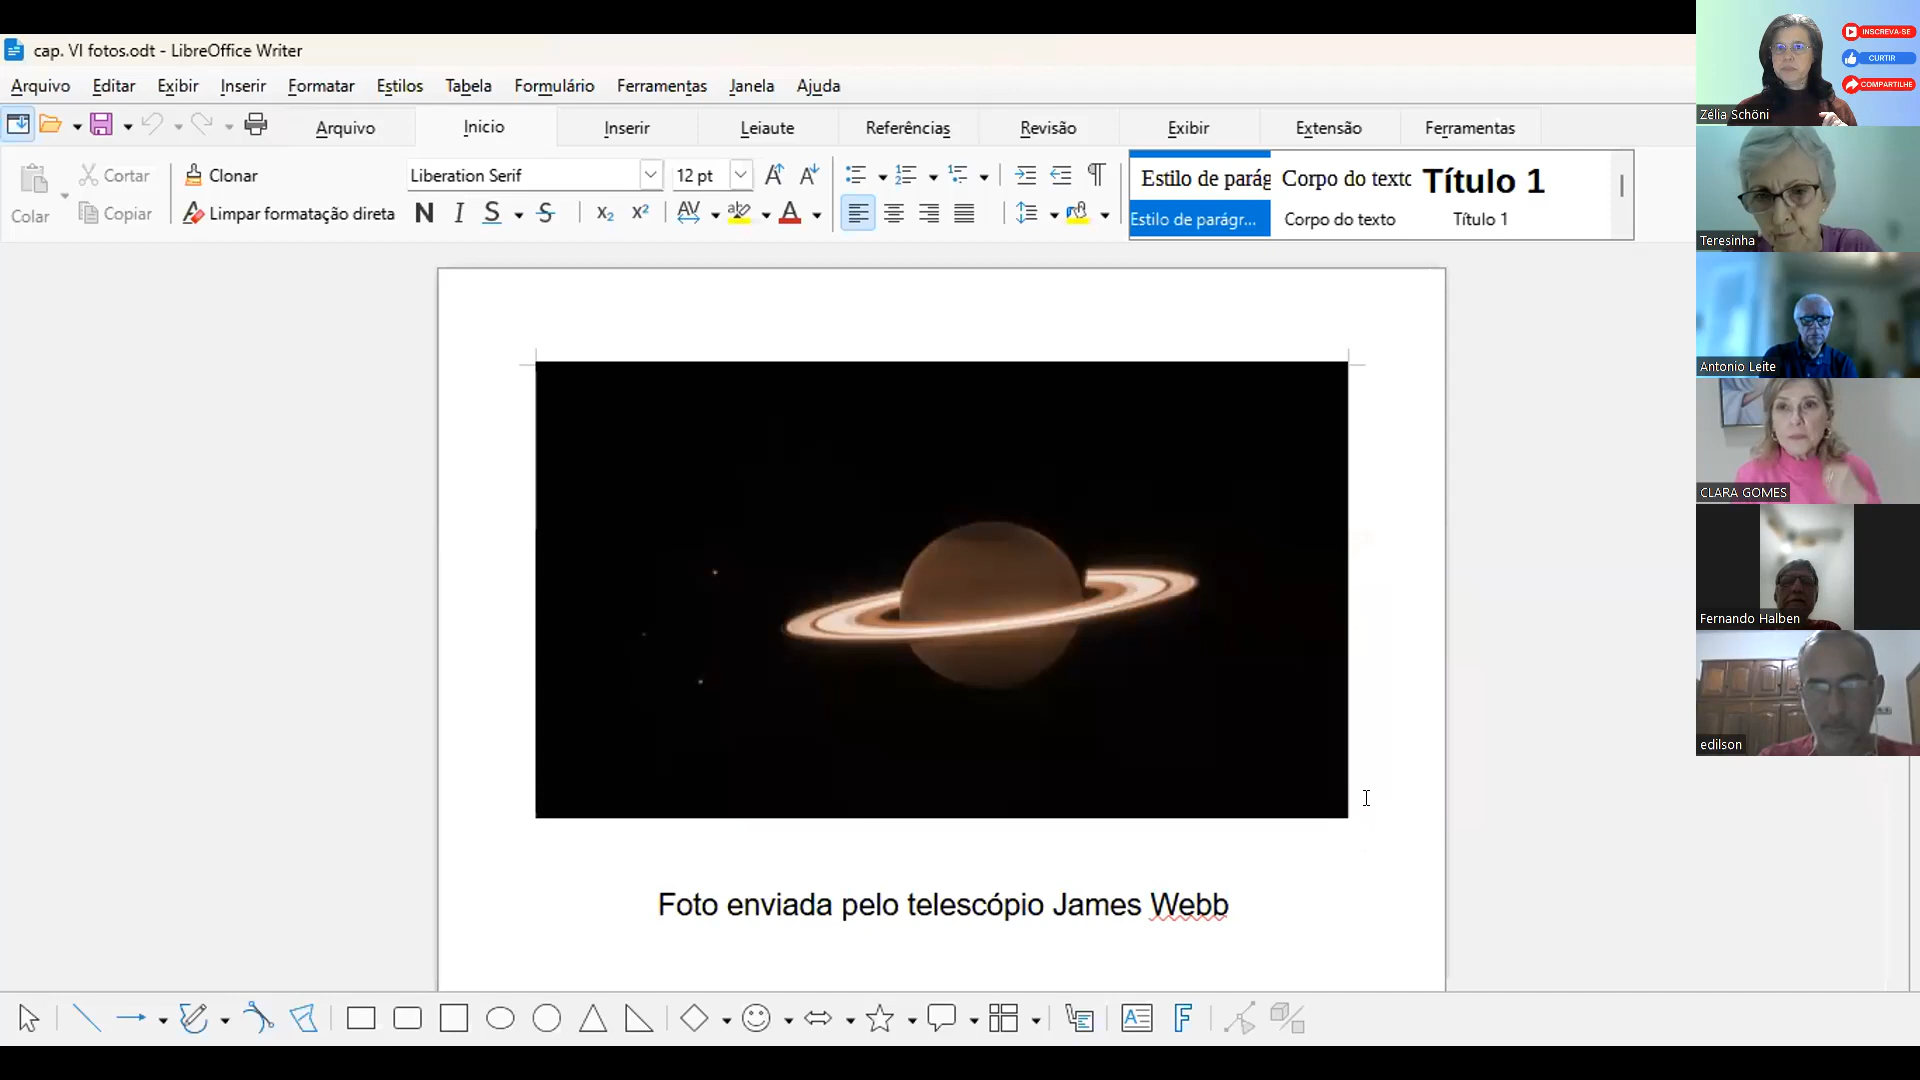 cap. VI fotos.odt - LibreOffice Writer
Arquivo Editar Exibir Inserir Formatar Estilos Tabela Formulário Ferramentas Janela Ajuda
Arquivo Inicio Inserir Leiaute Referências Revisão Exibir Extensão Ferramentas
Colar Cortar Copiar Clonar Limpar formatação direta
Liberation Serif 12 pt
N I S S X₂ X² AV A
Estilo de parág Corpo do texto Título 1
Estilo de parágr... Corpo do texto Título 1
Foto enviada pelo telescópio James Webb
INSCREVA-SE
CURTIR
COMPARTILHE
Zélia Schöni
Teresinha
Antonio Leite
CLARA GOMES
Fernando Halben
edilson